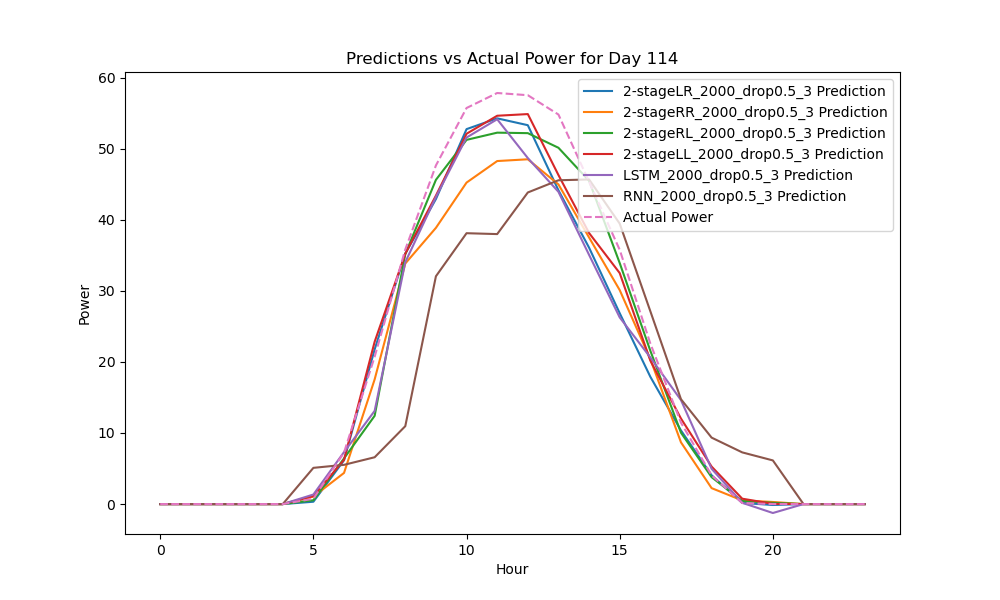 Predictions vs Actual Power for Day 114
60
50
40
30
20
10
0
Power
2-stageLR_2000_drop0.5_3 Prediction
2-stageRR_2000_drop0.5_3 Prediction
2-stageRL_2000_drop0.5_3 Prediction
2-stageLL_2000_drop0.5_3 Prediction
LSTM_2000_drop0.5_3 Prediction
RNN_2000_drop0.5_3 Prediction
Actual Power
0 5 10 15 20
Hour